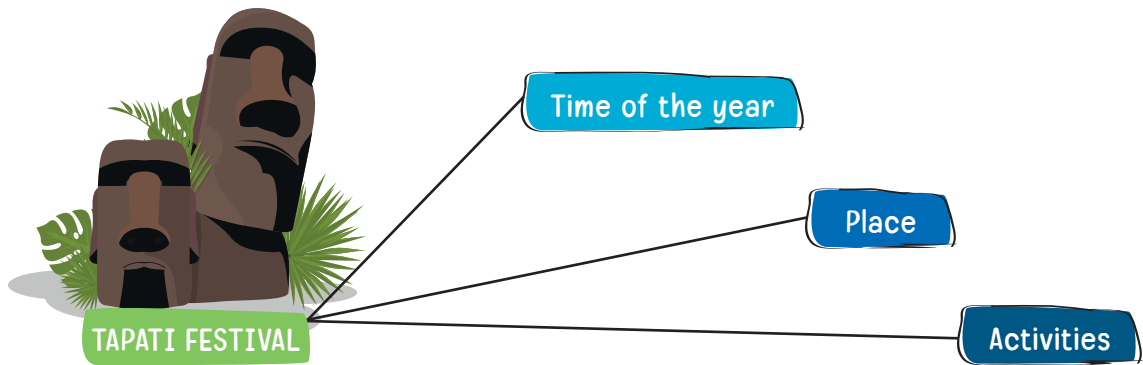 Time of the year
Place
TAPATI FESTIVAL
Activities